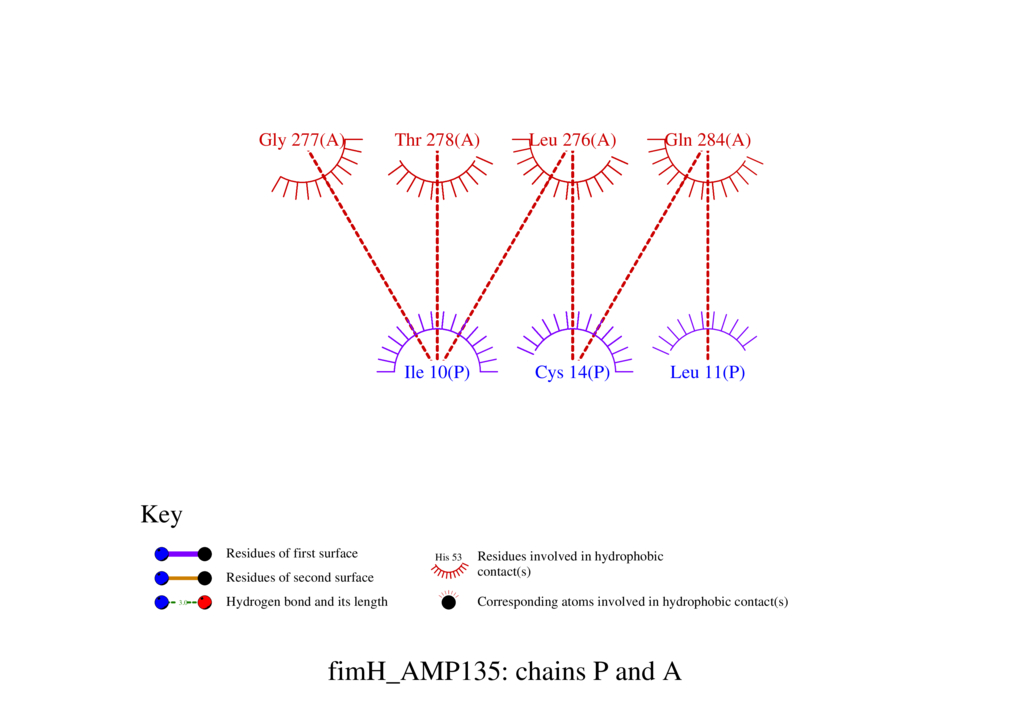 Gly 277(A) Thr 278(A) Leu 276(A) Gln 284(A)
Ile 10(P) Cys 14(P) Leu 11(P)
Key
Residues of first surface
Residues of second surface
3.0
Hydrogen bond and its length
His 53
Residues involved in hydrophobic
contact(s)
Corresponding atoms involved in hydrophobic contact(s)
fimH_AMP135: chains P and A